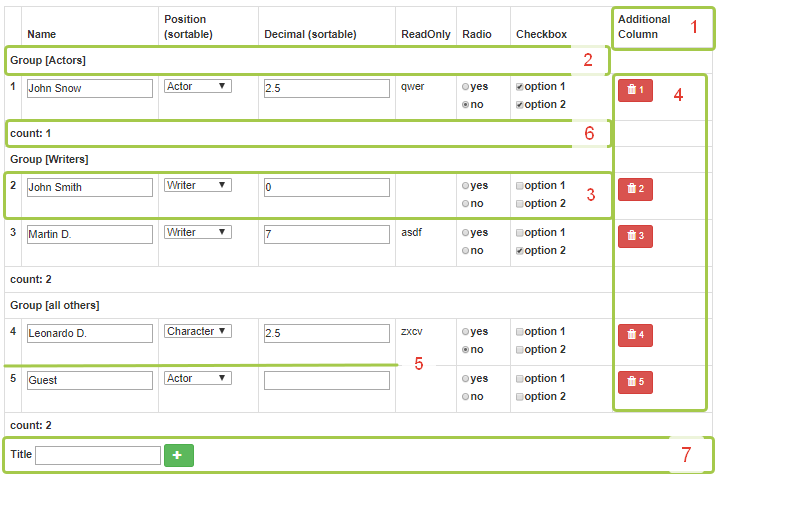 Name Position (sortable) Decimal (sortable) ReadOnly Radio Checkbox Additional Column 1
Group [Actors] 2
1 John Snow Actor 2.5 qwer yes option 1 1 4
no option 2
count: 1 6
Group [Writers]
2 John Smith Writer 0 yes option 1 2
no option 2 3
3 Martin D. Writer 7 asdf yes option 1 3
no option 2
count: 2
Group [all others]
4 Leonardo D. Character 2.5 zxcv yes option 1 4
no option 2
5
5 Guest Actor yes option 1 5
no option 2
count: 2
Title + 7